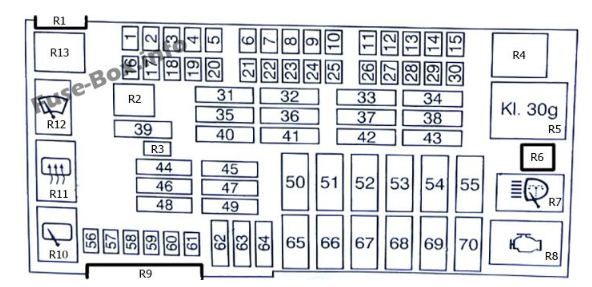 R1
R13
1 2 3 4 5 6 7 8 9 10 11 12 13 14 15
R4
16 17 18 19 20 21 22 23 24 25 26 27 28 29 30
Fuse-Box.info
R2
31 32 33 34
Kl. 30g
R5
35 36 37 38
R12
39
40 41 42 43
R3
R6
44 45
50 51 52 53 54 55
R11
46 47
R7
48 49
R10
56 57 58 59 60 61 62 63 64 65 66 67 68 69 70
R8
R9